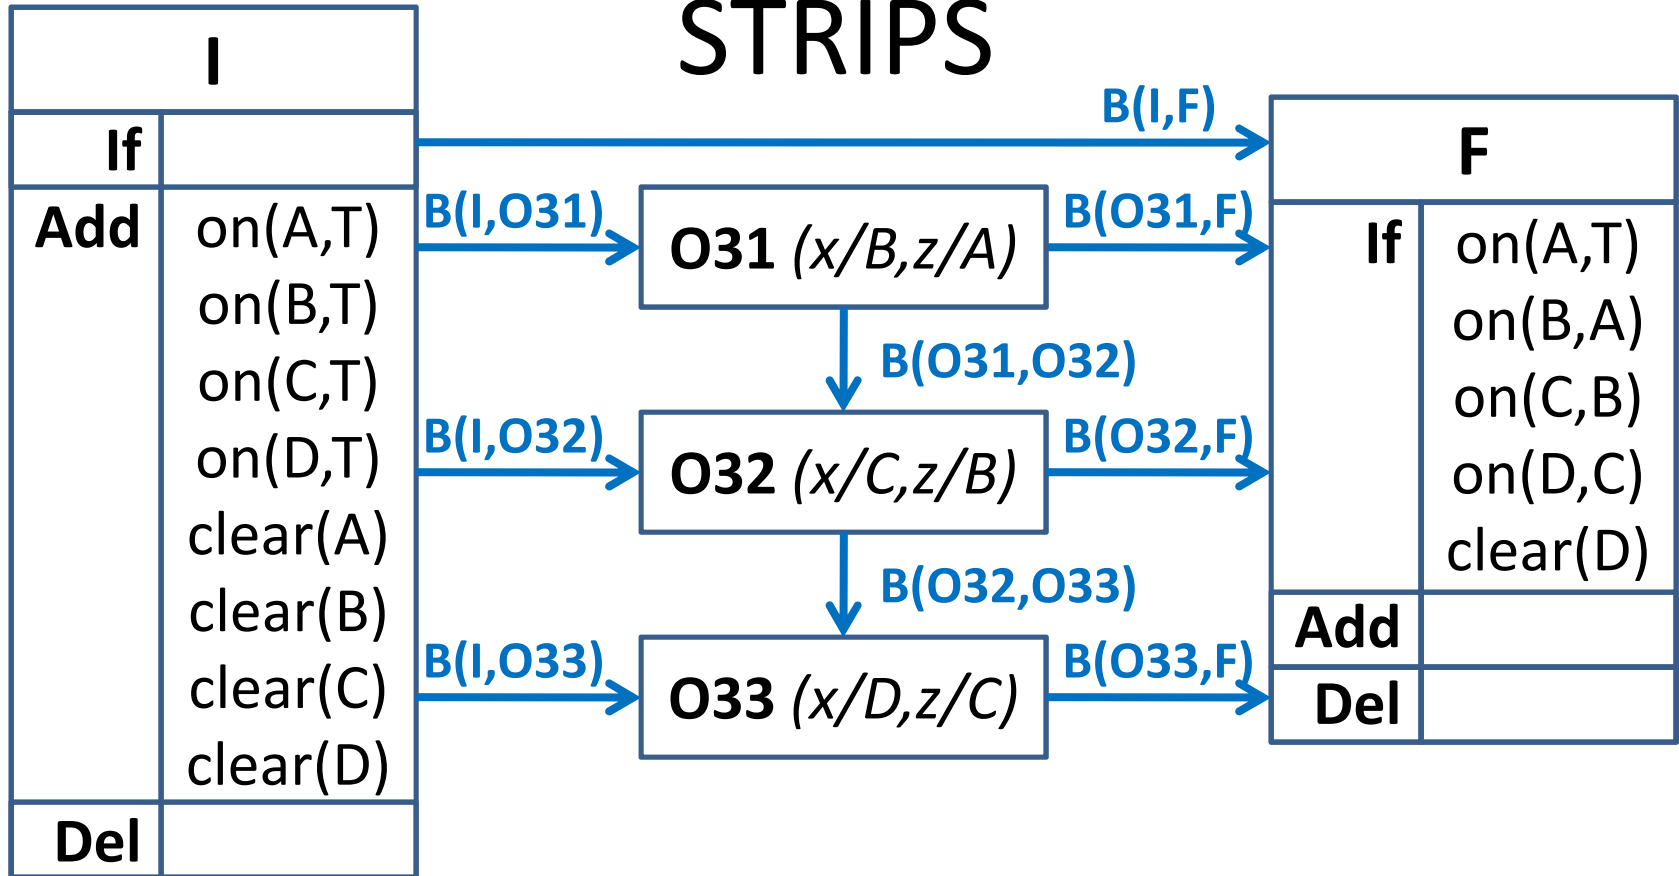 STRIPS
I
If
Add
on(A,T)
on(B,T)
on(C,T)
on(D,T)
clear(A)
clear(B)
clear(C)
clear(D)
Del
B(I,F)
B(I,O31)
O31 (x/B,z/A)
B(O31,F)
B(O31,O32)
B(I,O32)
O32 (x/C,z/B)
B(O32,F)
B(O32,O33)
B(I,O33)
O33 (x/D,z/C)
B(O33,F)
F
If
on(A,T)
on(B,A)
on(C,B)
on(D,C)
clear(D)
Add
Del